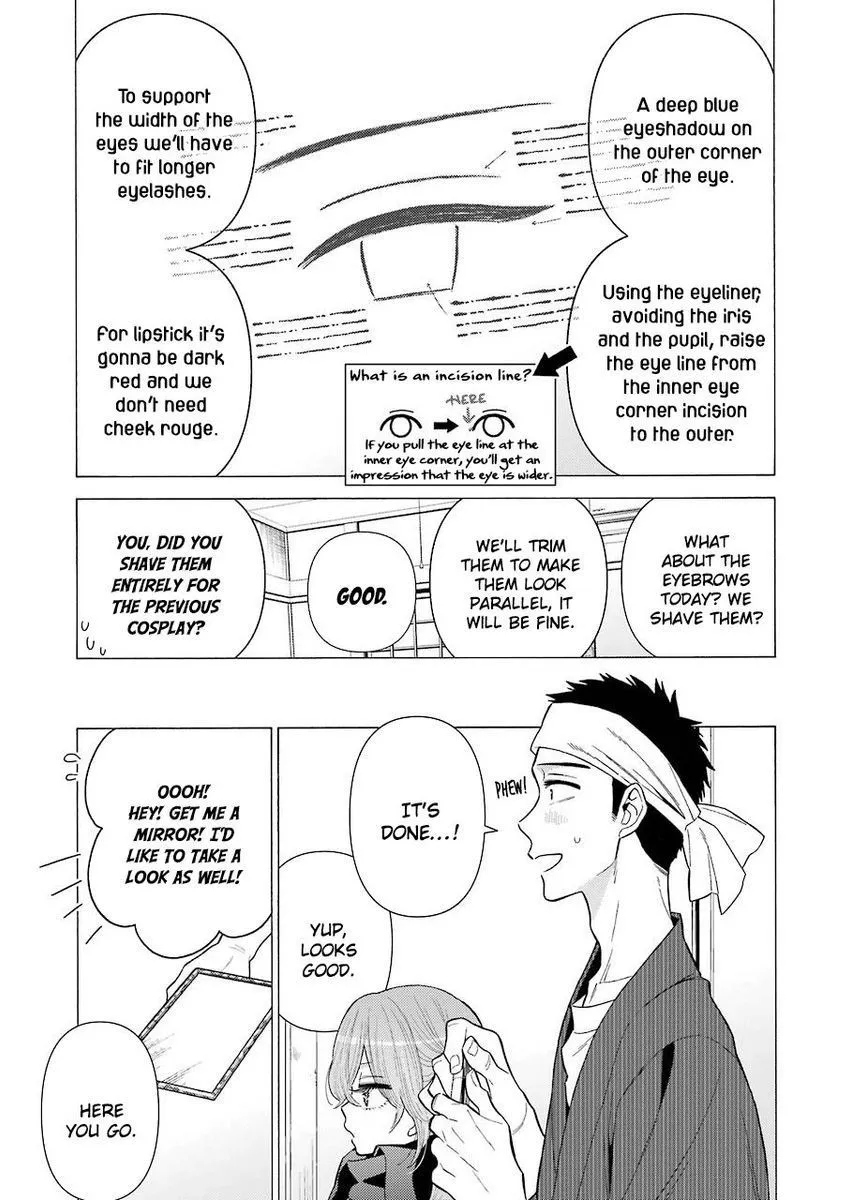 A deep blue
eyeshadow on
the outer corner
of the eye.
Using the eyeliner,
avoiding the iris
and the pupil, raise
the eye line from
the inner eye
corner incision
to the outer.
To support
the width of the
eyes we'll have
to fit longer
eyelashes.
For lipstick it's
gonna be dark
red and we
don't need
cheek rouge.
What is an incision line?
HERE
If you pull the eye line at the
inner eye corner, you'll get an
impression that the eye is wider.
WHAT
ABOUT THE
EYEBROWS
TODAY? WE
SHAVE THEM?
WE'LL TRIM
THEM TO MAKE
THEM LOOK
PARALLEL, IT
WILL BE FINE.
GOOD.
YOU, DID YOU
SHAVE THEM
ENTIRELY FOR
THE PREVIOUS
COSPLAY?
PHEW!
IT'S
DONE...!
YUP,
LOOKS
GOOD.
OOOH!
HEY! GET ME A
MIRROR! I'D
LIKE TO TAKE A
LOOK AS WELL!
HERE
YOU GO.